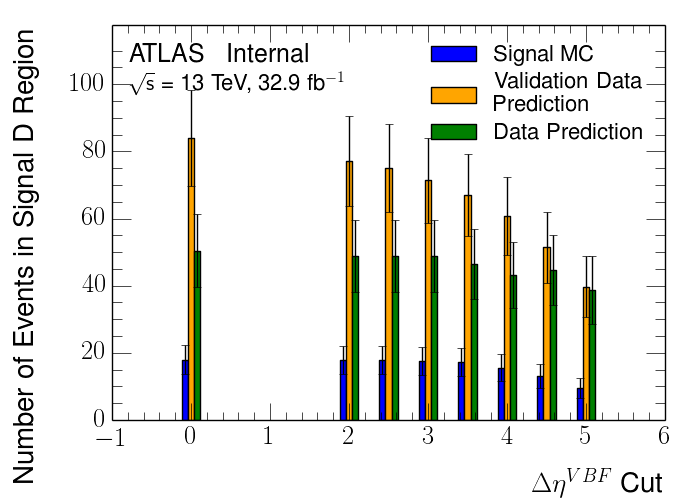 Number of Events in Signal D Region
ATLAS Internal
√s = 13 TeV, 32.9 fb⁻¹
Signal MC
Validation Data
Prediction
Data Prediction
100
80
60
40
20
0
−1 0 1 2 3 4 5 6
Δη^{VBF} Cut